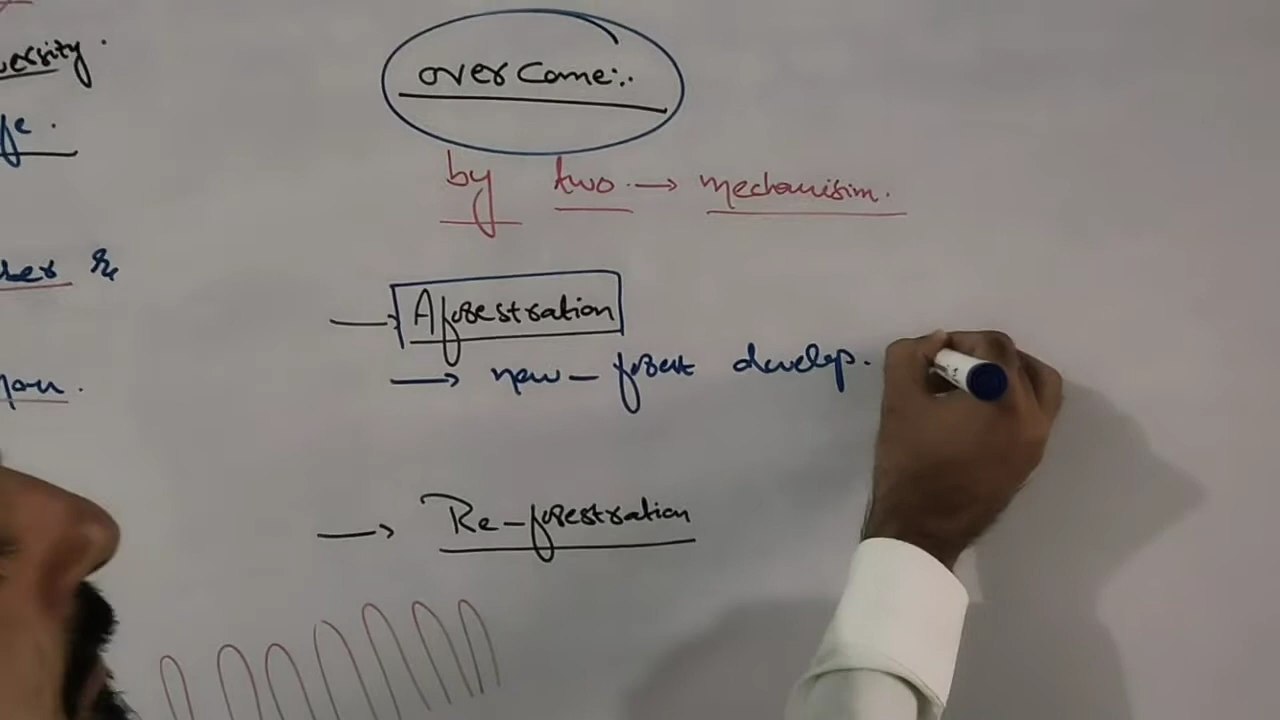 over Come:.
by two → mechanisim.
Aforestration
→ new - forest develop.
→ Re-forestration